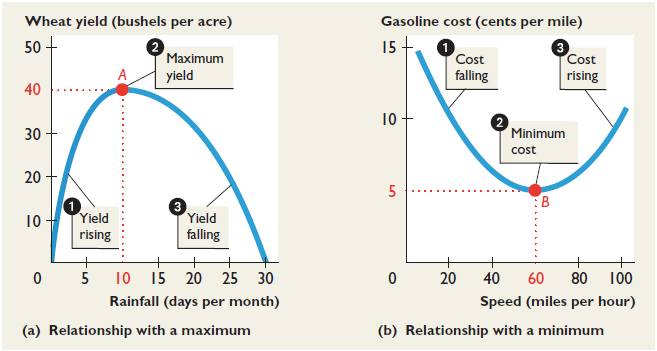 Wheat yield (bushels per acre)
50
40
30
20
10
0
5
10
15
20
25
30
Rainfall (days per month)
A
2
Maximum
yield
1
Yield
rising
3
Yield
falling
(a) Relationship with a maximum
Gasoline cost (cents per mile)
15
10
5
0
20
40
60
80
100
Speed (miles per hour)
1
Cost
falling
3
Cost
rising
2
Minimum
cost
B
(b) Relationship with a minimum